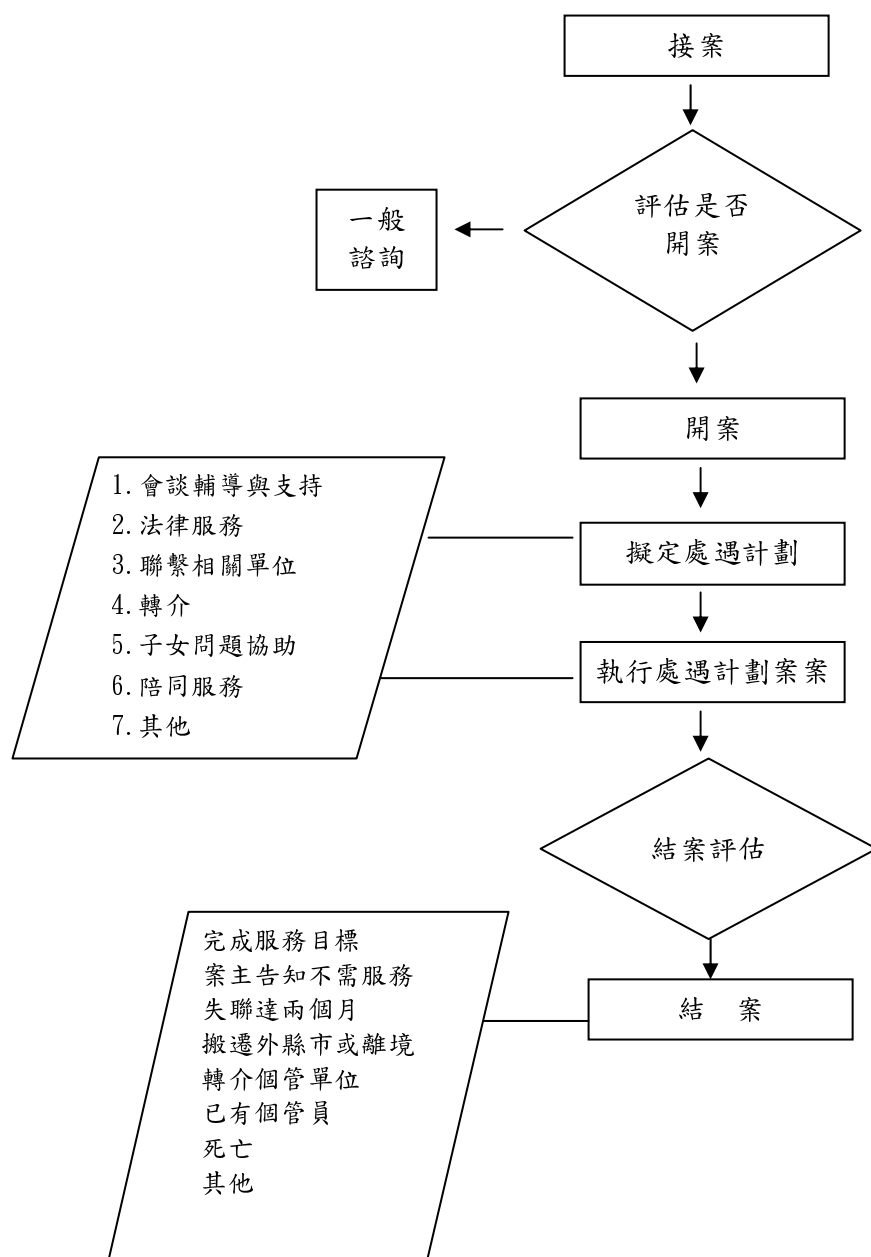 接案
評估是否
開案
一般
諮詢
開案
1.會談輔導與支持
2.法律服務
3.聯繫相關單位
4.轉介
5.子女問題協助
6.陪同服務
7.其他
擬定處遇計劃
執行處遇計劃案案
結案評估
完成服務目標
案主告知不需服務
失聯達兩個月
搬遷外縣市或離境
轉介個管單位
已有個管員
死亡
其他
結 案